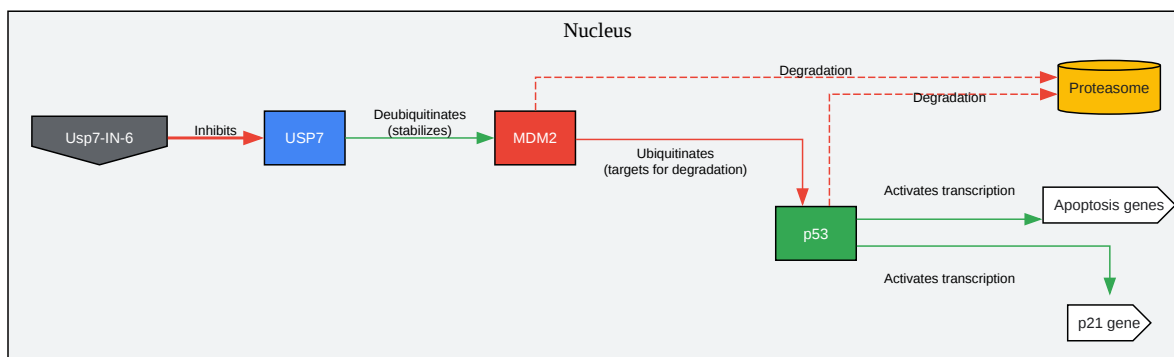 Nucleus
Degradation
Proteasome
Degradation
Usp7-IN-6
Inhibits
USP7
Deubiquitinates
(stabilizes)
MDM2
Ubiquitinates
(targets for degradation)
Activates transcription
Apoptosis genes
p53
Activates transcription
p21 gene